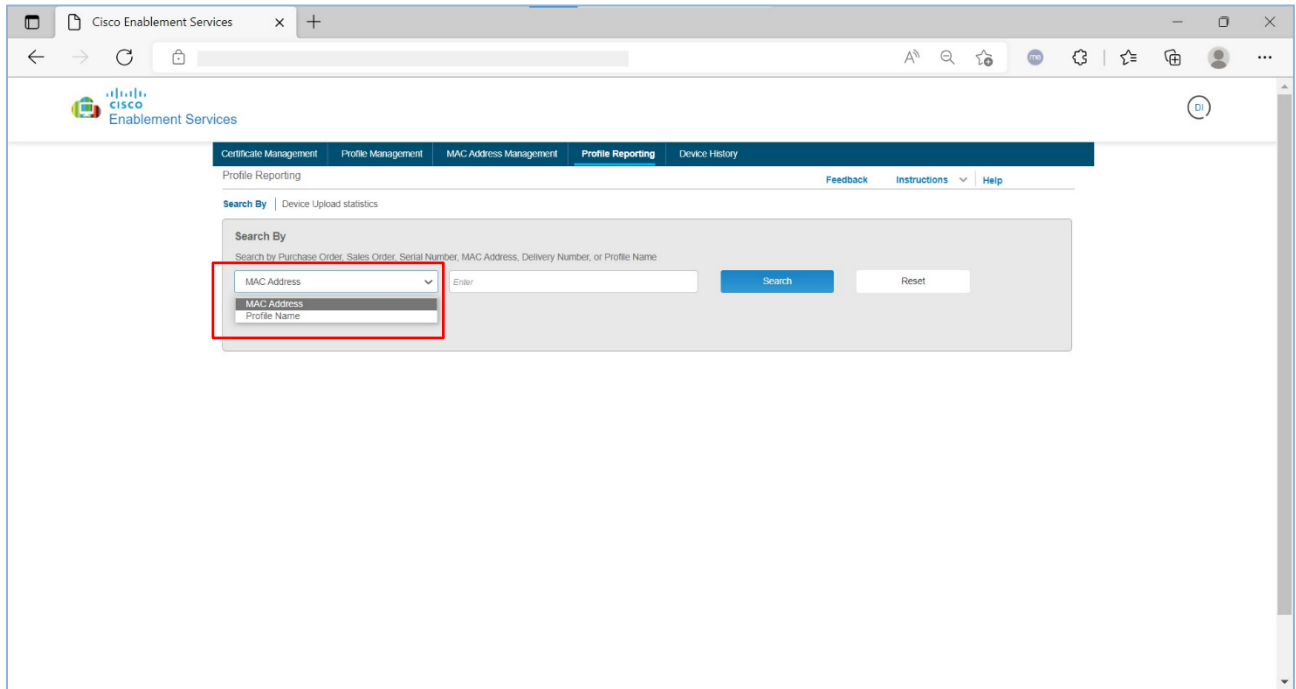 Cisco Enablement Services
cisco
Enablement Services
DI
Certificate Management Profile Management MAC Address Management Profile Reporting Device History
Profile Reporting Feedback Instructions Help
Search By Device Upload statistics
Search By
Search by Purchase Order, Sales Order, Serial Number, MAC Address, Delivery Number, or Profile Name
MAC Address Enter Search Reset
MAC Address
Profile Name